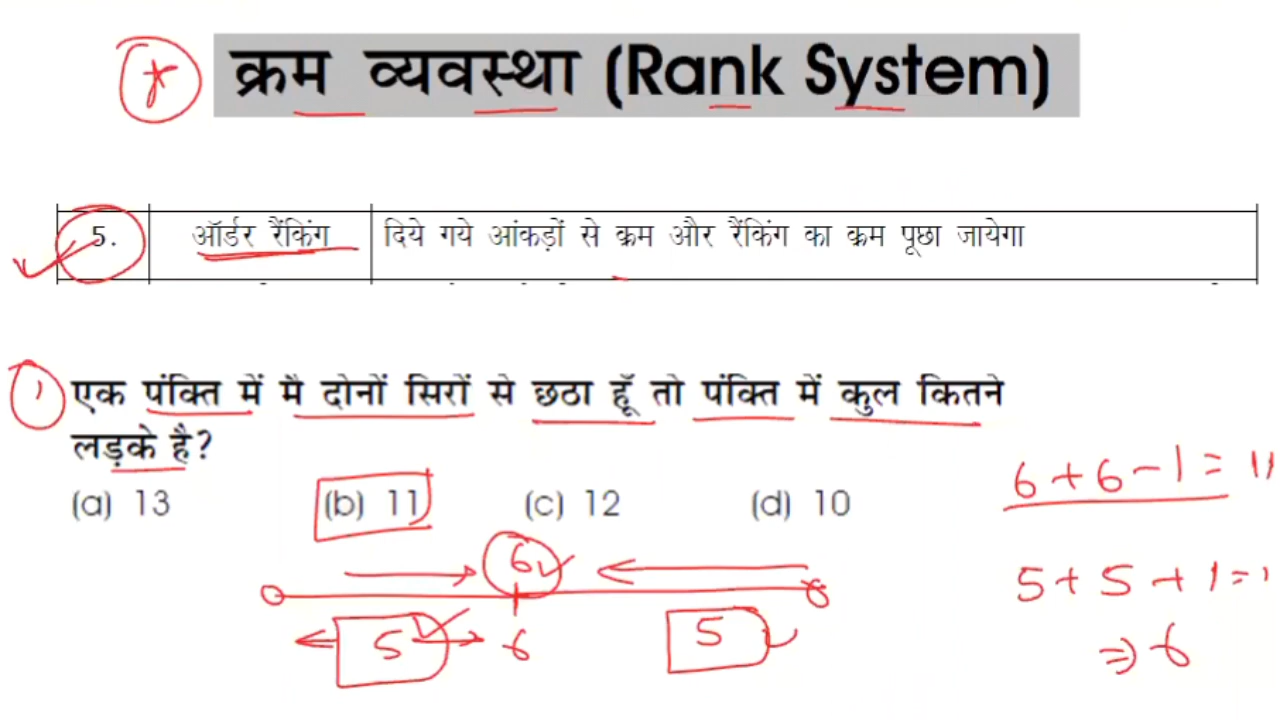 क्रम व्यवस्था (Rank System)
5. ऑर्डर रैंकिंग दिये गये आंकड़ों से क्रम और रैंकिंग का क्रम पूछा जायेगा
1 एक पंक्ति में मै दोनों सिरों से छठा हूँ तो पंक्ति में कुल कितने
लड़के है?
(a) 13 (b) 11 (c) 12 (d) 10
6 + 6 - 1 = 11
6
5 + 5 + 1 =
5 6 5
⇒ 6